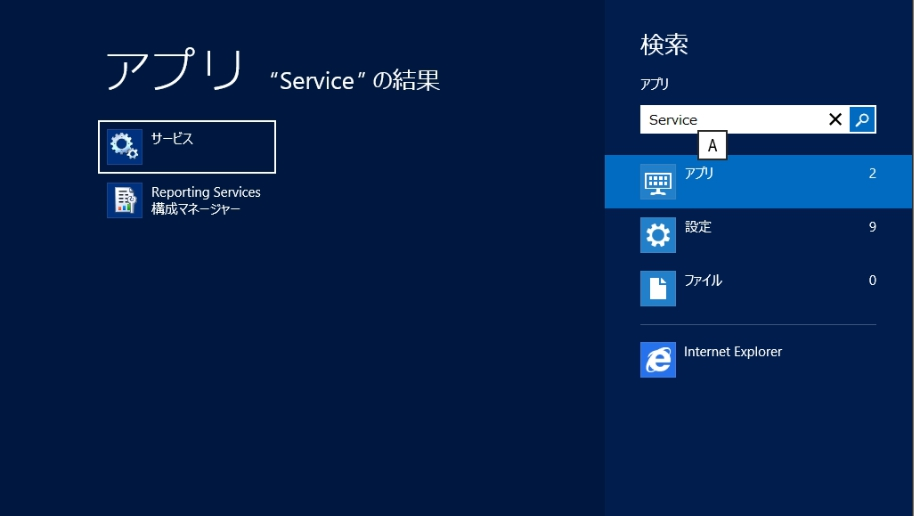 アプリ “Service” の結果
サービス
Reporting Services
構成マネージャー
検索
アプリ
Service
A
アプリ 2
設定 9
ファイル 0
Internet Explorer